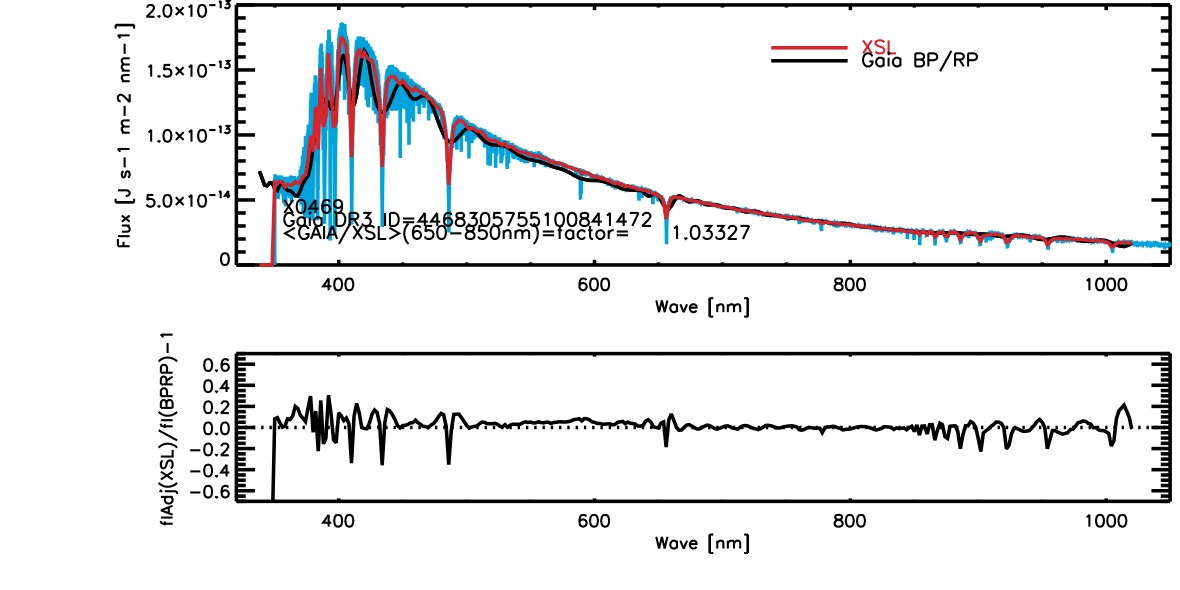 2.0×10−13
1.5×10−13
1.0×10−13
5.0×10−14
0
Flux [J s−1 m−2 nm−1]
XSL
Gaia BP/RP
X0469
Gaia DR3 ID=4468305755100841472
<GAIA/XSL>(650−850nm)=factor= 1.03327
400 600 800 1000
Wave [nm]
0.6
0.4
0.2
0.0
−0.2
−0.4
−0.6
flAdj(XSL)/fl(BPRP)−1
400 600 800 1000
Wave [nm]